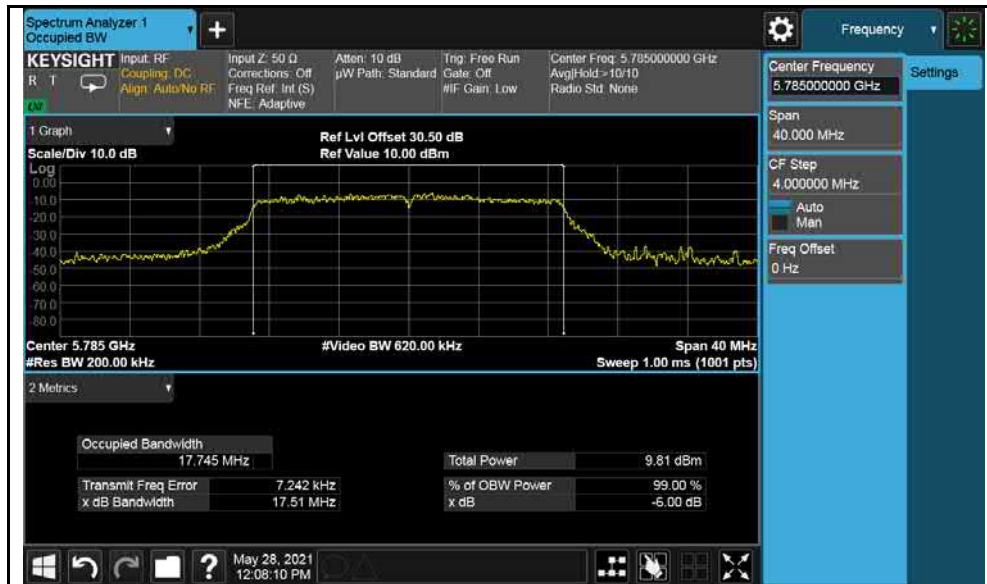 Spectrum Analyzer 1
Occupied BW
+
Frequency
KEYSIGHT
R T
Input: RF
Coupling: DC
Align: Auto/No RF
Input Z: 50 Ω
Corrections: Off
Freq Ref: Int (S)
NFE: Adaptive
Atten: 10 dB
µW Path: Standard
Trig: Free Run
Gate: Off
#IF Gain: Low
Center Freq: 5.785000000 GHz
Avg|Hold:>10/10
Radio Std: None
Center Frequency
5.785000000 GHz
Settings
Span
40.000 MHz
CF Step
4.000000 MHz
Auto
Man
Freq Offset
0 Hz
1 Graph
Scale/Div 10.0 dB
Ref Lvl Offset 30.50 dB
Ref Value 10.00 dBm
Log
0.00
-10.0
-20.0
-30.0
-40.0
-50.0
-60.0
-70.0
-80.0
Center 5.785 GHz
#Res BW 200.00 kHz
#Video BW 620.00 kHz
Span 40 MHz
Sweep 1.00 ms (1001 pts)
2 Metrics
Occupied Bandwidth
17.745 MHz
Transmit Freq Error 7.242 kHz
x dB Bandwidth 17.51 MHz
Total Power 9.81 dBm
% of OBW Power 99.00 %
x dB -6.00 dB
?
May 28, 2021
12:08:10 PM